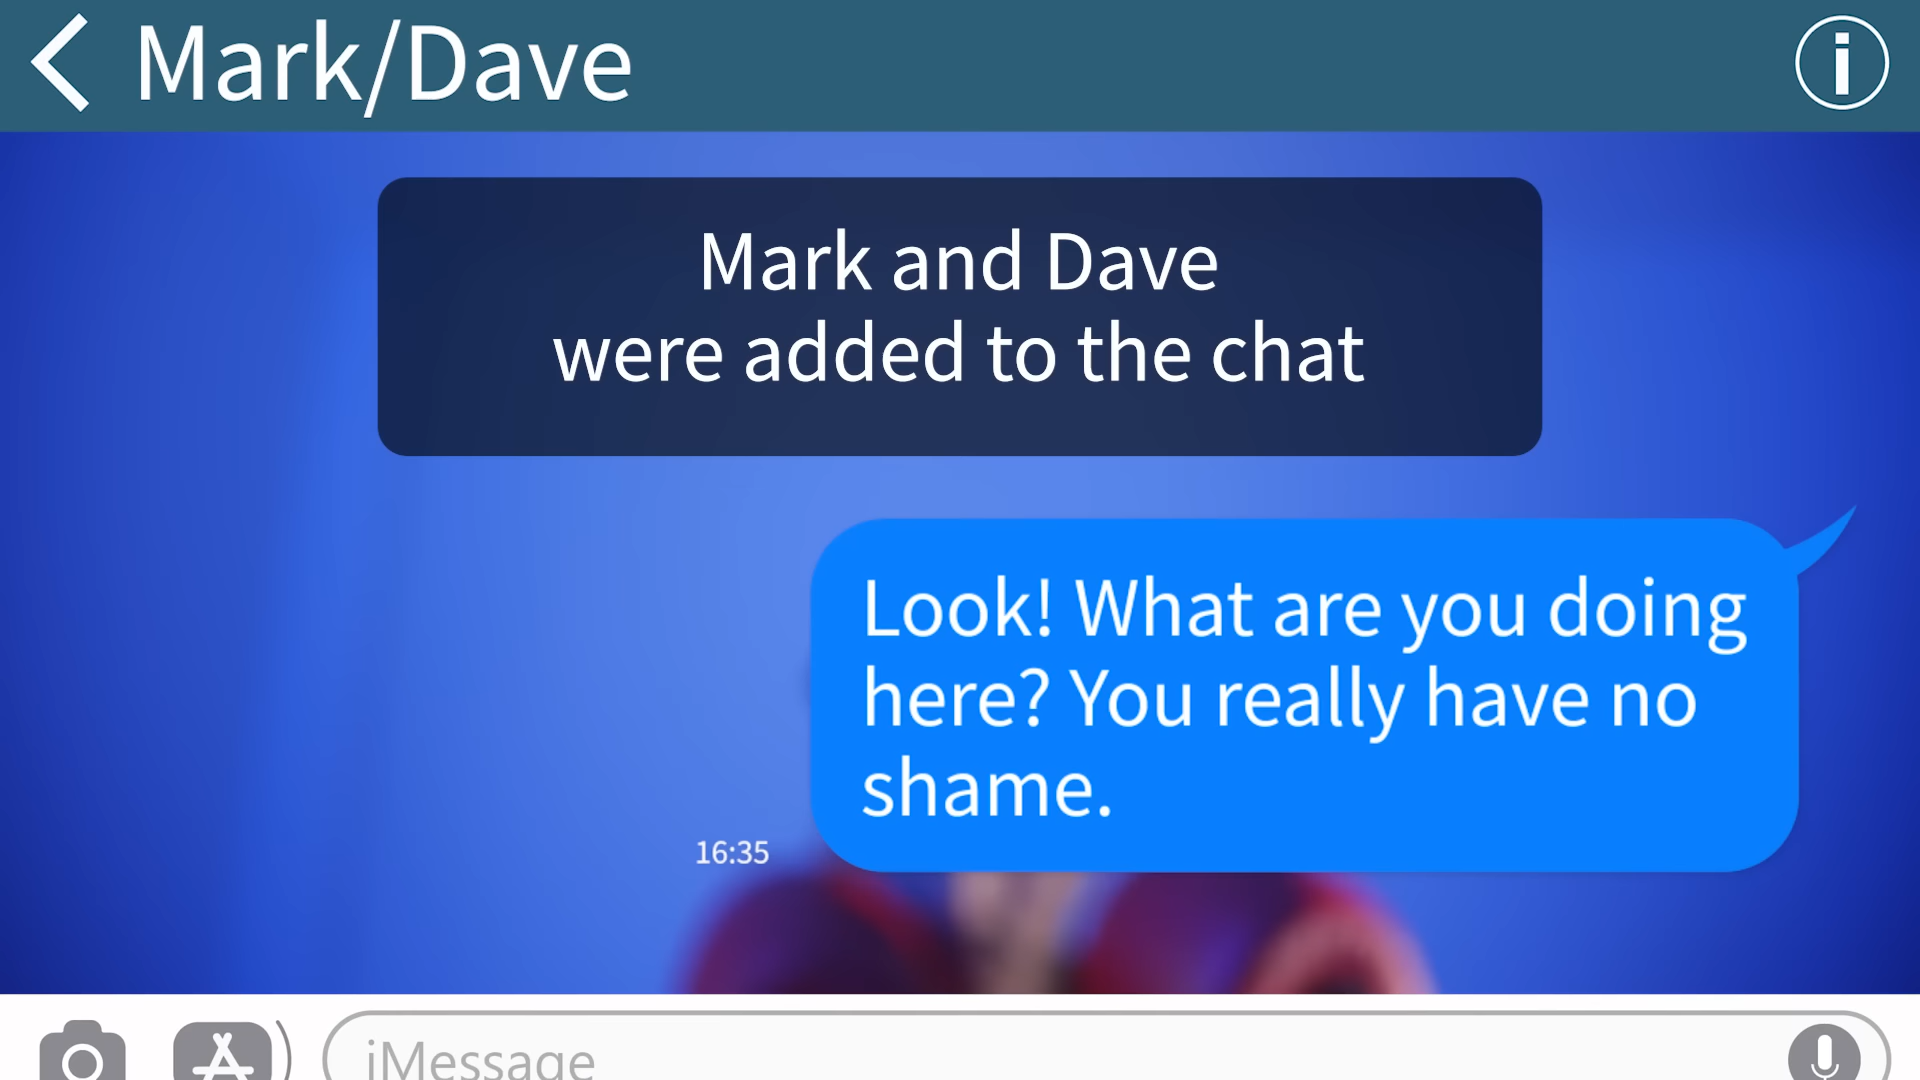 Mark/Dave
Mark and Dave
were added to the chat
Look! What are you doing
here? You really have no
shame.
16:35
iMessage